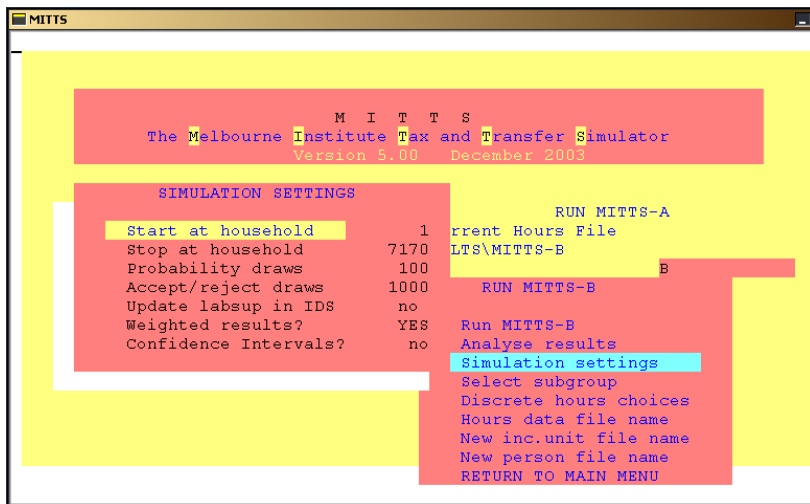 MITTS
M I T T S
The Melbourne Institute Tax and Transfer Simulator
Version 5.00 December 2003
SIMULATION SETTINGS
Start at household 1
Stop at household 7170
Probability draws 100
Accept/reject draws 1000
Update labsup in IDS no
Weighted results? YES
Confidence Intervals? no
RUN MITTS-A
rrent Hours File
LTS\MITTS-B
B
RUN MITTS-B
Run MITTS-B
Analyse results
Simulation settings
Select subgroup
Discrete hours choices
Hours data file name
New inc.unit file name
New person file name
RETURN TO MAIN MENU